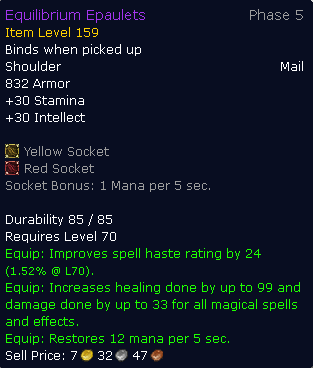 Equilibrium Epaulets Phase 5
Item Level 159
Binds when picked up
Shoulder Mail
832 Armor
+30 Stamina
+30 Intellect
Yellow Socket
Red Socket
Socket Bonus: 1 Mana per 5 sec.
Durability 85 / 85
Requires Level 70
Equip: Improves spell haste rating by 24
(1.52% @ L70).
Equip: Increases healing done by up to 99 and
damage done by up to 33 for all magical spells
and effects.
Equip: Restores 12 mana per 5 sec.
Sell Price: 7 32 47